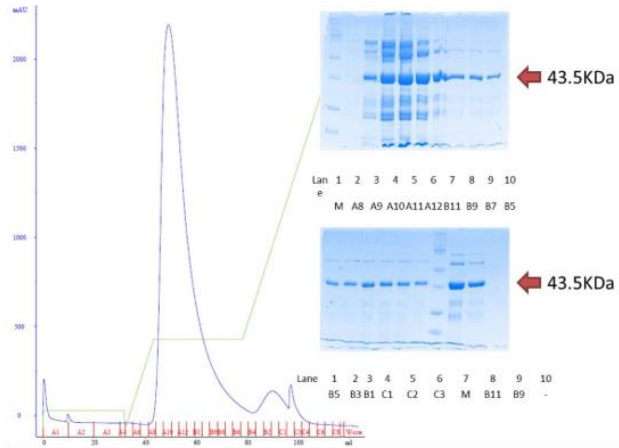 mAU
2000
1500
1000
500
0
0
20
40
60
80
100
ml
A1 A2 A3
Waste
43.5KDa
Lane 1 2 3 4 5 6 7 8 9 10
M A8 A9 A10 A11 A12 B11 B9 B7 B5
43.5KDa
Lane 1 2 3 4 5 6 7 8 9 10
B5 B3 B1 C1 C2 C3 M B11 B9 -